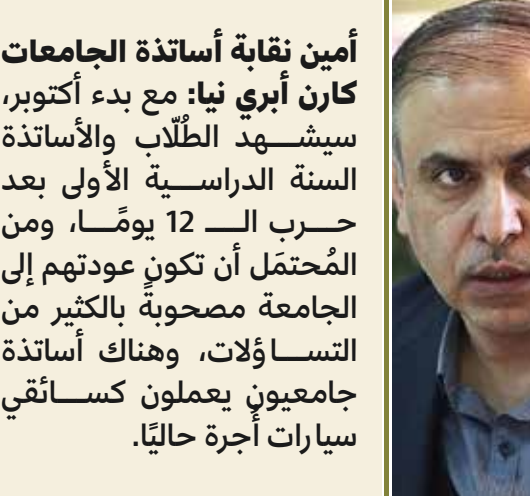 أمين نقابة أساتذة الجامعات
كارن أبري نيا: مع بدء أكتوبر،
سيشهد الطُلّاب والأساتذة
السنة الدراسية الأولى بعد
حرب الـ 12 يومًا، ومن
المُحتمَل أن تكون عودتهم إلى
الجامعة مصحوبةً بالكثير من
التساؤلات، وهناك أساتذة
جامعيون يعملون كسائقي
سيارات أُجرة حاليًا.